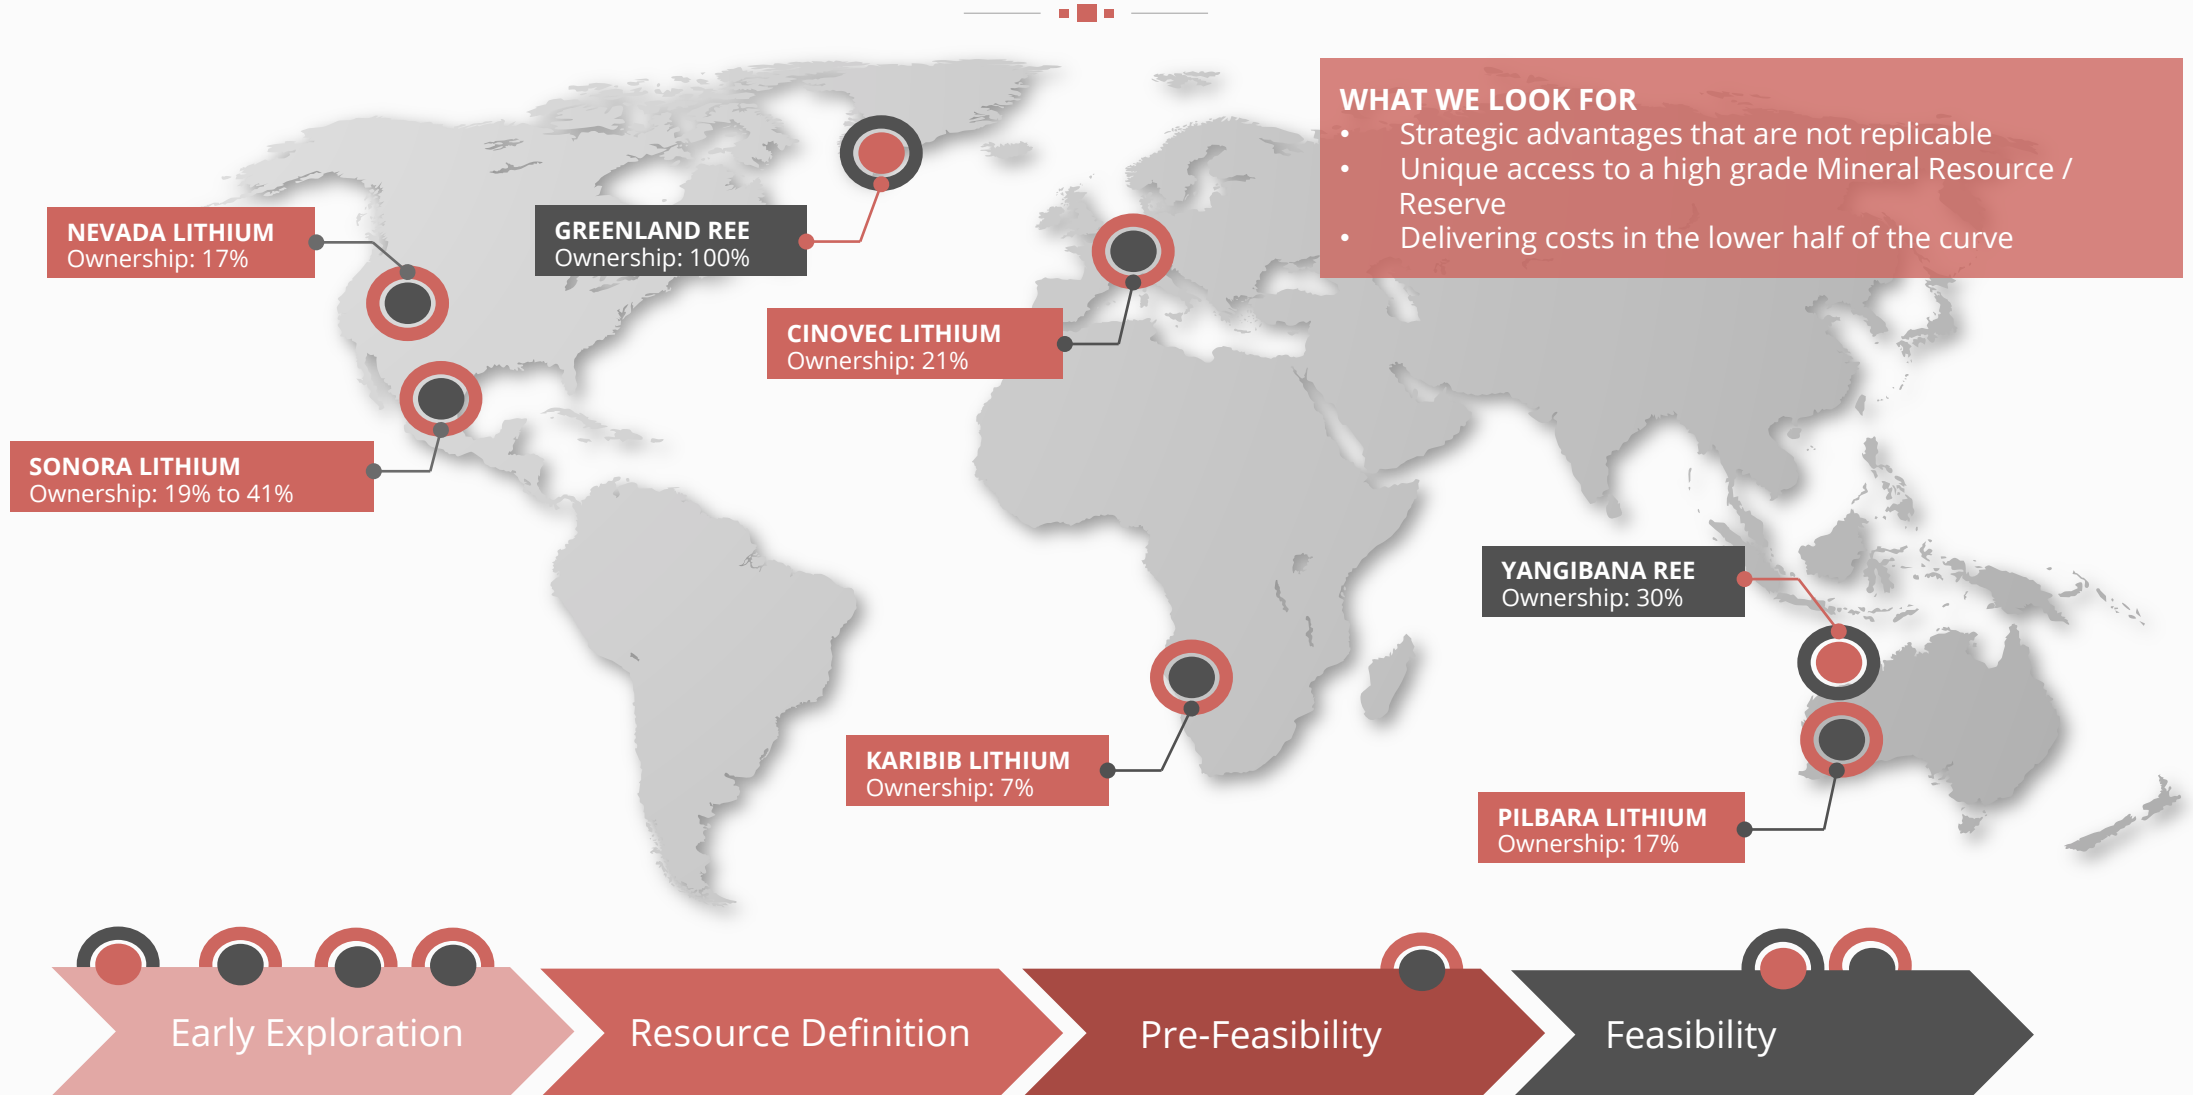 WHAT WE LOOK FOR
• Strategic advantages that are not replicable
• Unique access to a high grade Mineral Resource /
Reserve
• Delivering costs in the lower half of the curve
NEVADA LITHIUM
Ownership: 17%
GREENLAND REE
Ownership: 100%
CINOVEC LITHIUM
Ownership: 21%
SONORA LITHIUM
Ownership: 19% to 41%
YANGIBANA REE
Ownership: 30%
KARIBIB LITHIUM
Ownership: 7%
PILBARA LITHIUM
Ownership: 17%
Early Exploration
Resource Definition
Pre-Feasibility
Feasibility